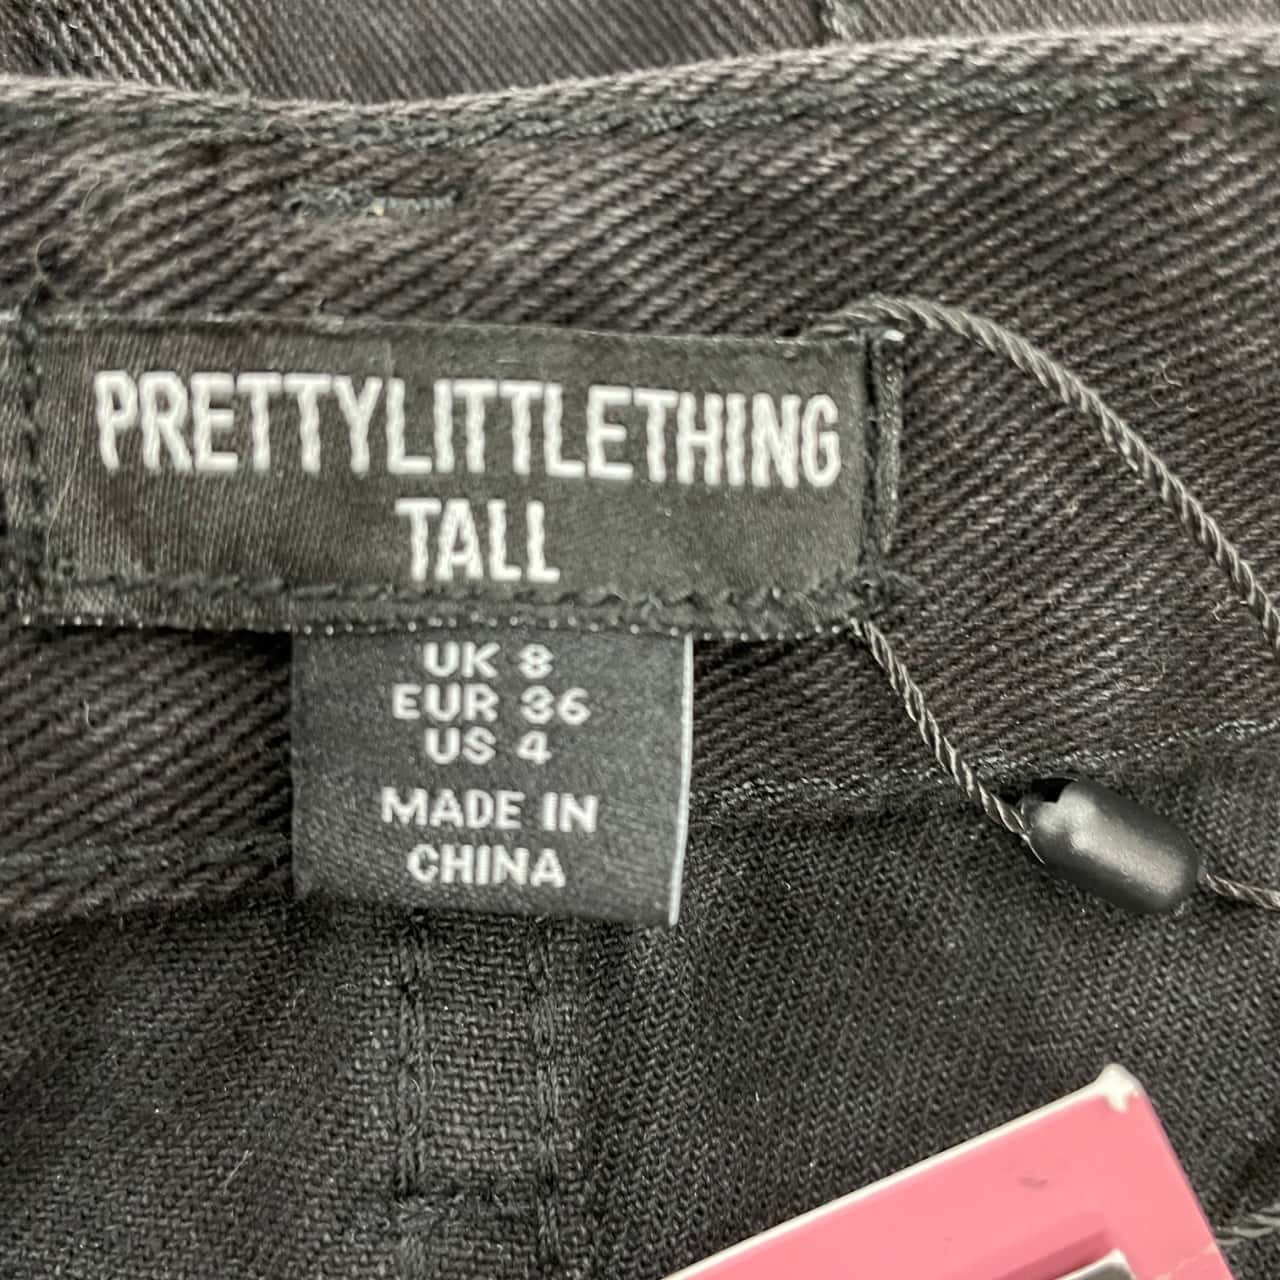 PRETTYLITTLETHING
TALL
UK 8
EUR 36
US 4
MADE IN
CHINA